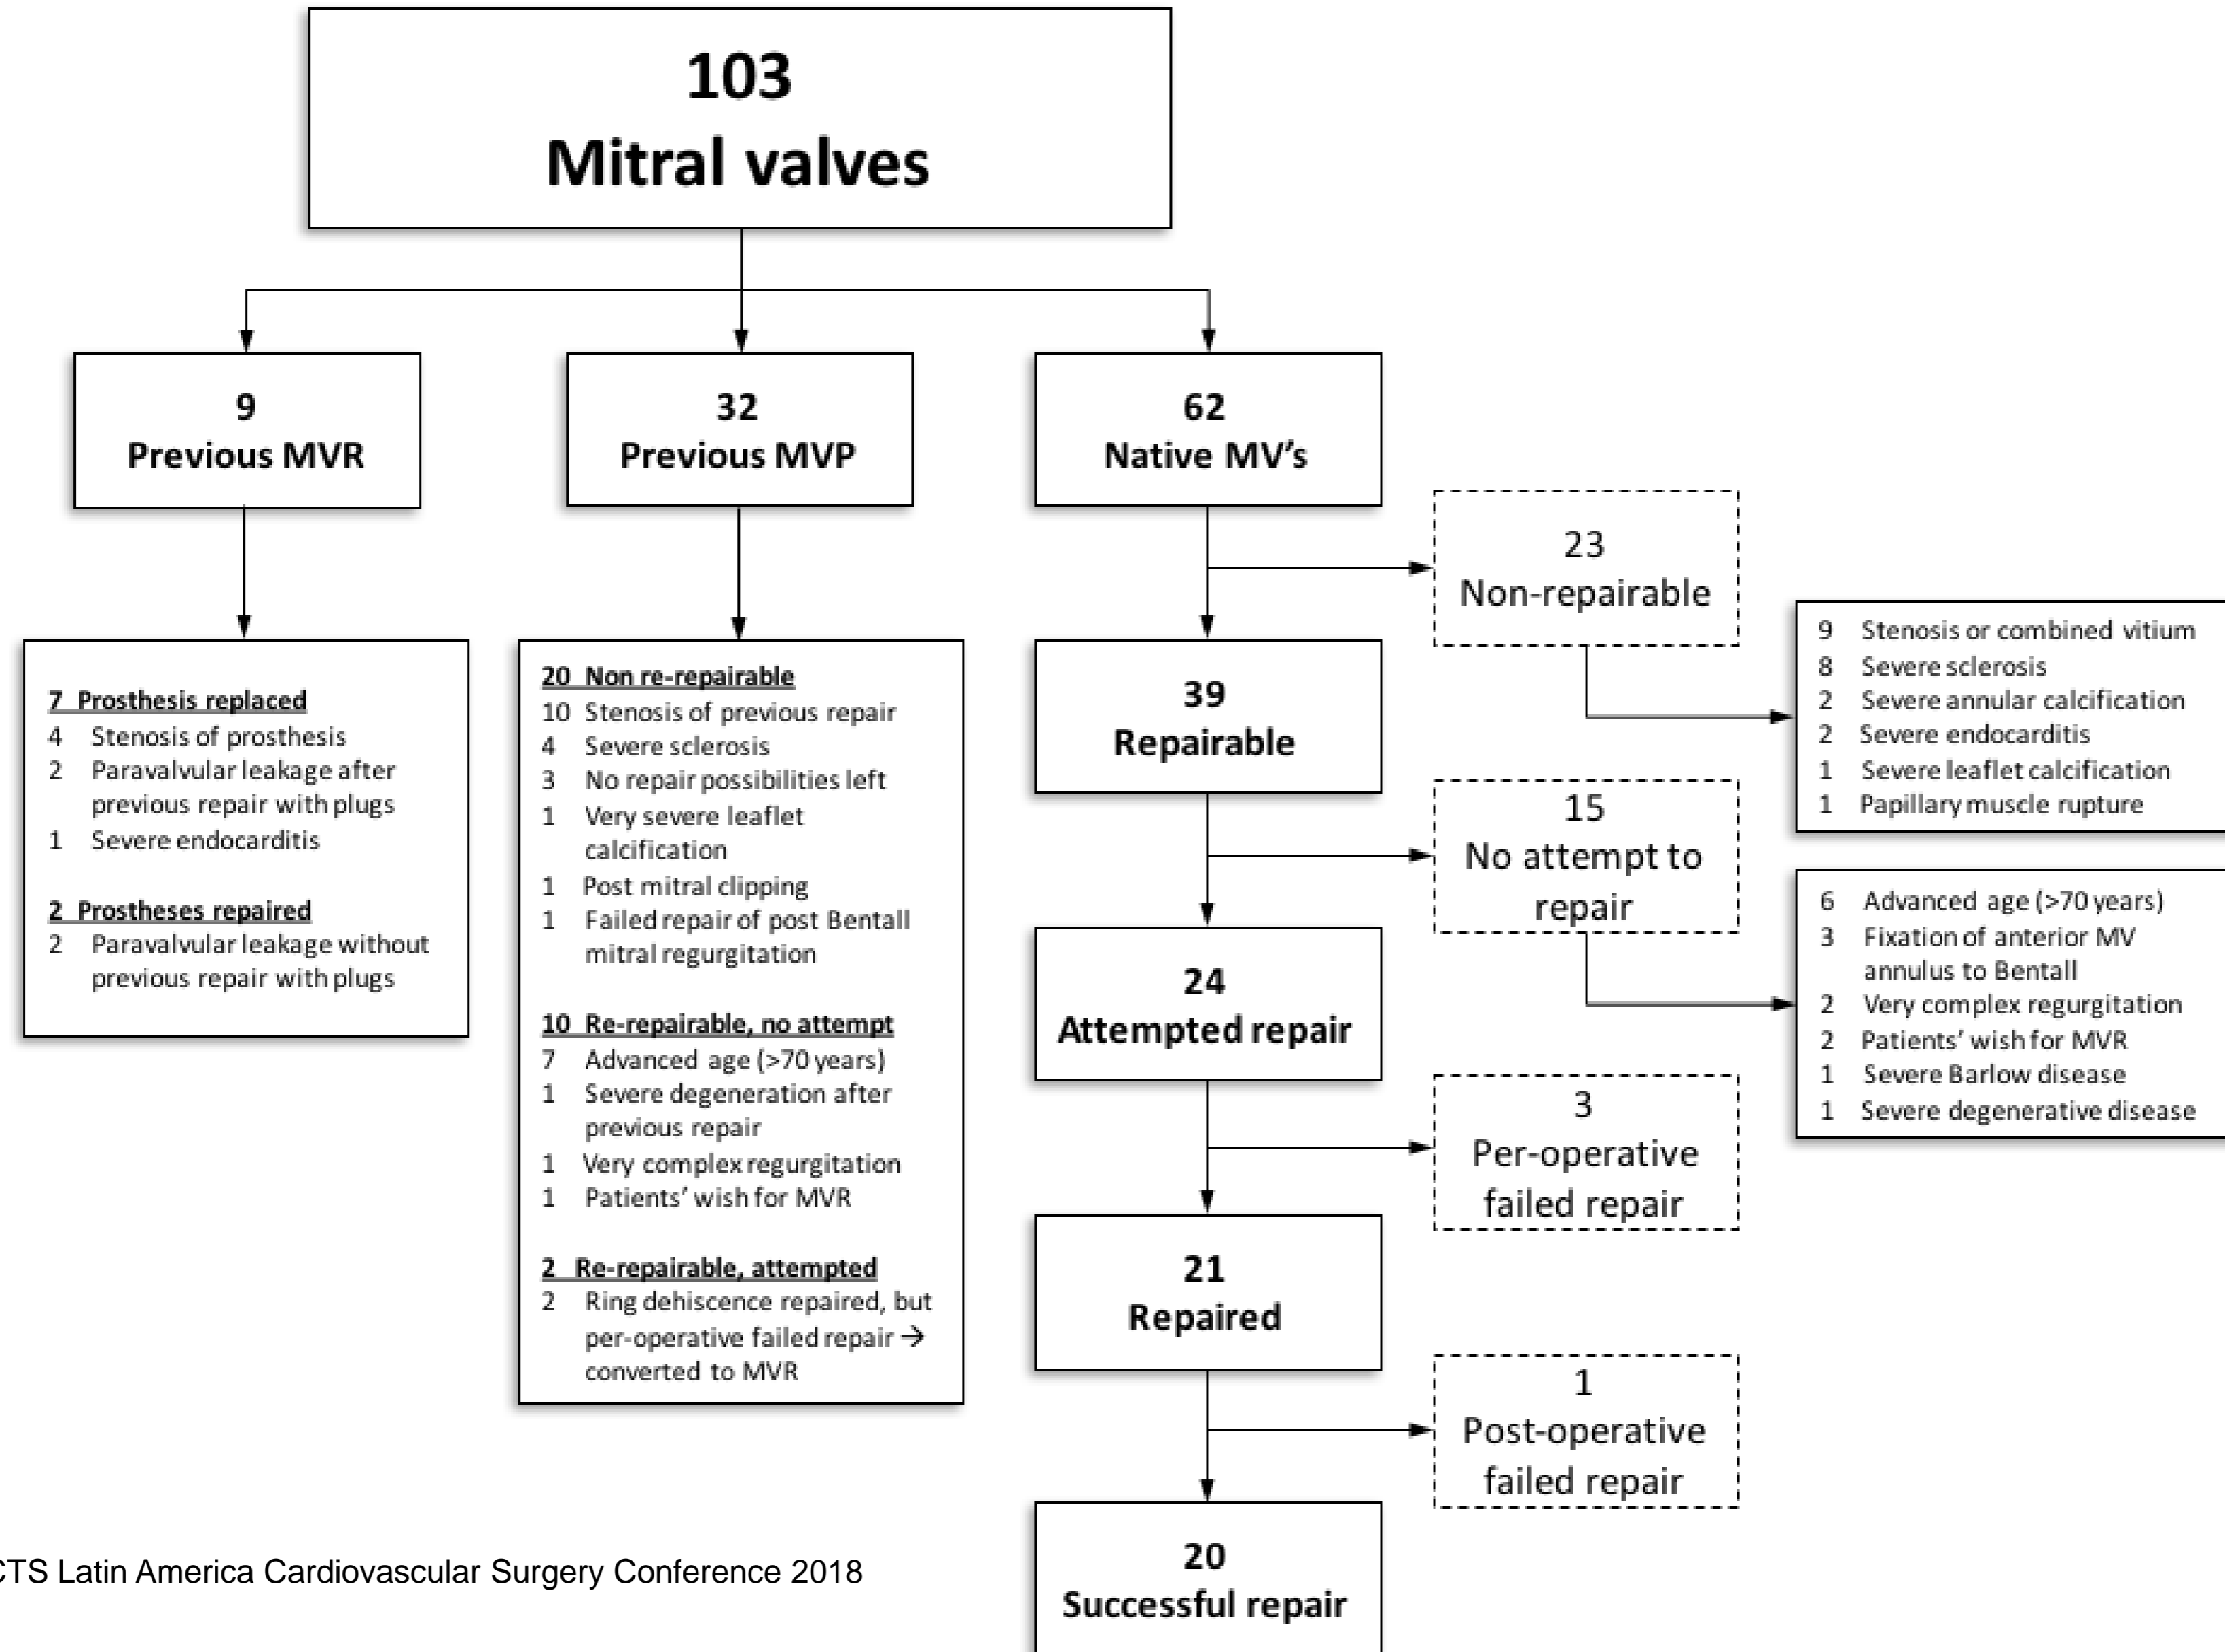 103
Mitral valves
9
Previous MVR
32
Previous MVP
62
Native MV's
7 Prosthesis replaced
4 Stenosis of prosthesis
2 Paravalvular leakage after
previous repair with plugs
1 Severe endocarditis
2 Prostheses repaired
2 Paravalvular leakage without
previous repair with plugs
20 Non re-repairable
10 Stenosis of previous repair
4 Severe sclerosis
3 No repair possibilities left
1 Very severe leaflet
calcification
1 Post mitral clipping
1 Failed repair of post Bentall
mitral regurgitation
10 Re-repairable, no attempt
7 Advanced age (>70 years)
1 Severe degeneration after
previous repair
1 Very complex regurgitation
1 Patients' wish for MVR
2 Re-repairable, attempted
2 Ring dehiscence repaired, but
per-operative failed repair →
converted to MVR
23
Non-repairable
9 Stenosis or combined vitium
8 Severe sclerosis
2 Severe annular calcification
2 Severe endocarditis
1 Severe leaflet calcification
1 Papillary muscle rupture
39
Repairable
15
No attempt to
repair
6 Advanced age (>70 years)
3 Fixation of anterior MV
annulus to Bentall
2 Very complex regurgitation
2 Patients' wish for MVR
1 Severe Barlow disease
1 Severe degenerative disease
24
Attempted repair
3
Per-operative
failed repair
21
Repaired
1
Post-operative
failed repair
20
Successful repair
CTS Latin America Cardiovascular Surgery Conference 2018